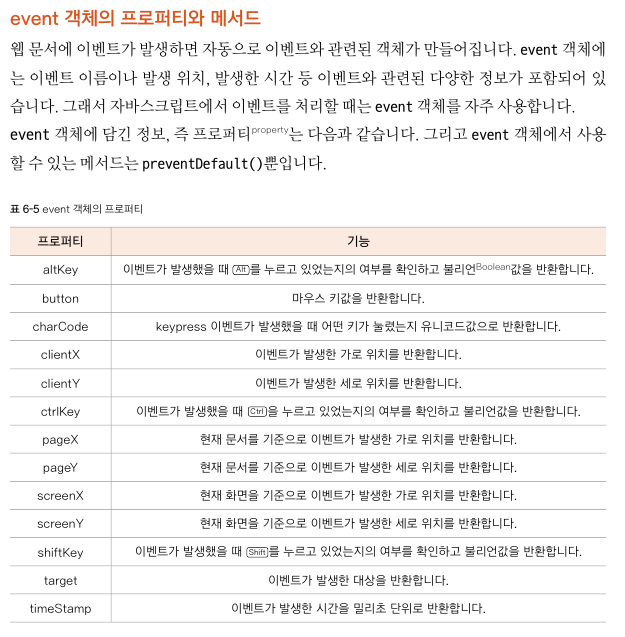 event 객체의 프로퍼티와 메서드
웹 문서에 이벤트가 발생하면 자동으로 이벤트와 관련된 객체가 만들어집니다. event 객체에
는 이벤트 이름이나 발생 위치, 발생한 시간 등 이벤트와 관련된 다양한 정보가 포함되어 있
습니다. 그래서 자바스크립트에서 이벤트를 처리할 때는 event 객체를 자주 사용합니다.
event 객체에 담긴 정보, 즉 프로퍼티property는 다음과 같습니다. 그리고 event 객체에서 사용
할 수 있는 메서드는 preventDefault()뿐입니다.
표 6-5 event 객체의 프로퍼티
프로퍼티 기능
altKey 이벤트가 발생했을 때 Alt를 누르고 있었는지의 여부를 확인하고 불리언Boolean값을 반환합니다.
button 마우스 키값을 반환합니다.
charCode keypress 이벤트가 발생했을 때 어떤 키가 눌렸는지 유니코드값으로 반환합니다.
clientX 이벤트가 발생한 가로 위치를 반환합니다.
clientY 이벤트가 발생한 세로 위치를 반환합니다.
ctrlKey 이벤트가 발생했을 때 Ctrl을 누르고 있었는지의 여부를 확인하고 불리언값을 반환합니다.
pageX 현재 문서를 기준으로 이벤트가 발생한 가로 위치를 반환합니다.
pageY 현재 문서를 기준으로 이벤트가 발생한 세로 위치를 반환합니다.
screenX 현재 화면을 기준으로 이벤트가 발생한 가로 위치를 반환합니다.
screenY 현재 화면을 기준으로 이벤트가 발생한 세로 위치를 반환합니다.
shiftKey 이벤트가 발생했을 때 Shift를 누르고 있었는지의 여부를 확인하고 불리언값을 반환합니다.
target 이벤트가 발생한 대상을 반환합니다.
timeStamp 이벤트가 발생한 시간을 밀리초 단위로 반환합니다.